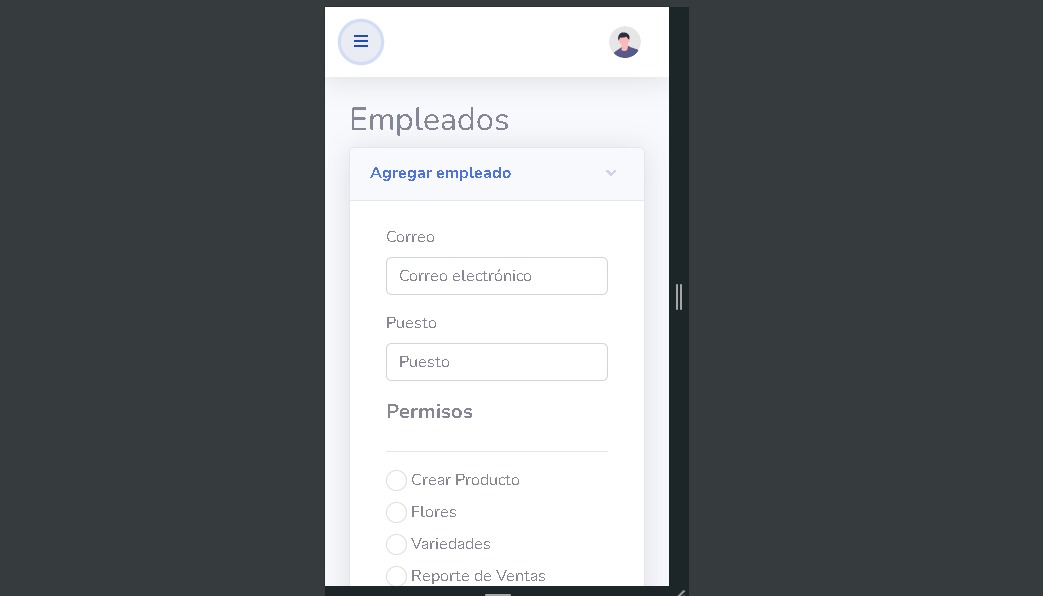 Empleados
Agregar empleado
Correo
Correo electrónico
Puesto
Puesto
Permisos
Crear Producto
Flores
Variedades
Reporte de Ventas